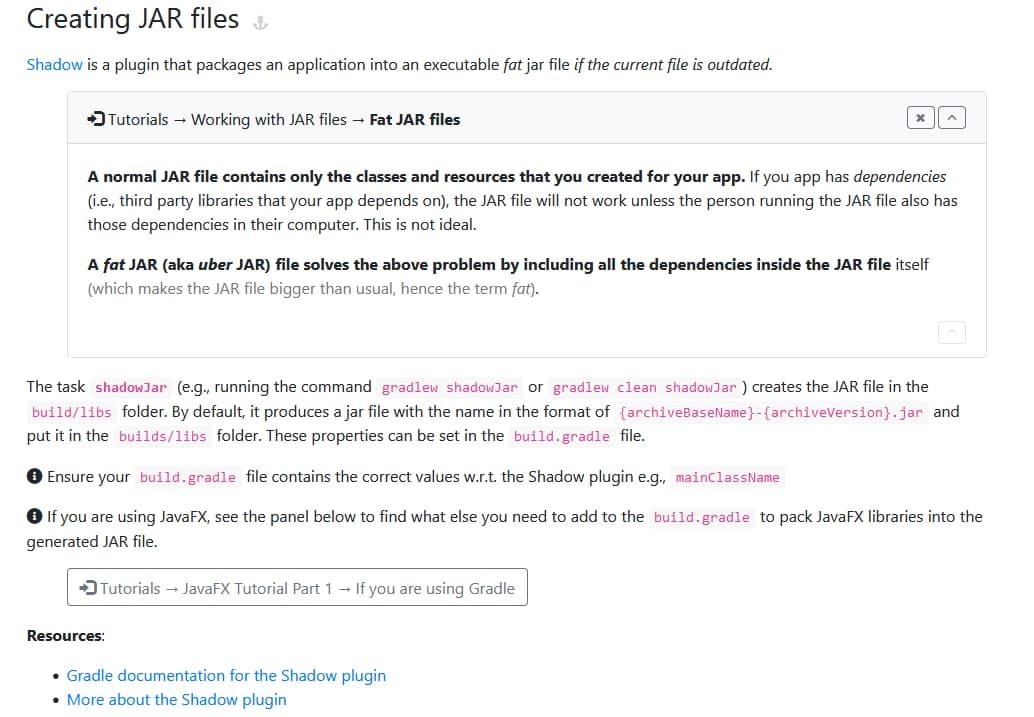 Creating JAR files
Shadow is a plugin that packages an application into an executable fat jar file if the current file is outdated.
Tutorials → Working with JAR files → Fat JAR files
A normal JAR file contains only the classes and resources that you created for your app. If you app has dependencies
(i.e., third party libraries that your app depends on), the JAR file will not work unless the person running the JAR file also has
those dependencies in their computer. This is not ideal.
A fat JAR (aka uber JAR) file solves the above problem by including all the dependencies inside the JAR file itself
(which makes the JAR file bigger than usual, hence the term fat).
The task shadowJar (e.g., running the command gradlew shadowJar or gradlew clean shadowJar ) creates the JAR file in the
build/libs folder. By default, it produces a jar file with the name in the format of {archiveBaseName}-{archiveVersion}.jar and
put it in the builds/libs folder. These properties can be set in the build.gradle file.
Ensure your build.gradle file contains the correct values w.r.t. the Shadow plugin e.g., mainClassName
If you are using JavaFX, see the panel below to find what else you need to add to the build.gradle to pack JavaFX libraries into the
generated JAR file.
Tutorials → JavaFX Tutorial Part 1 → If you are using Gradle
Resources:
• Gradle documentation for the Shadow plugin
• More about the Shadow plugin